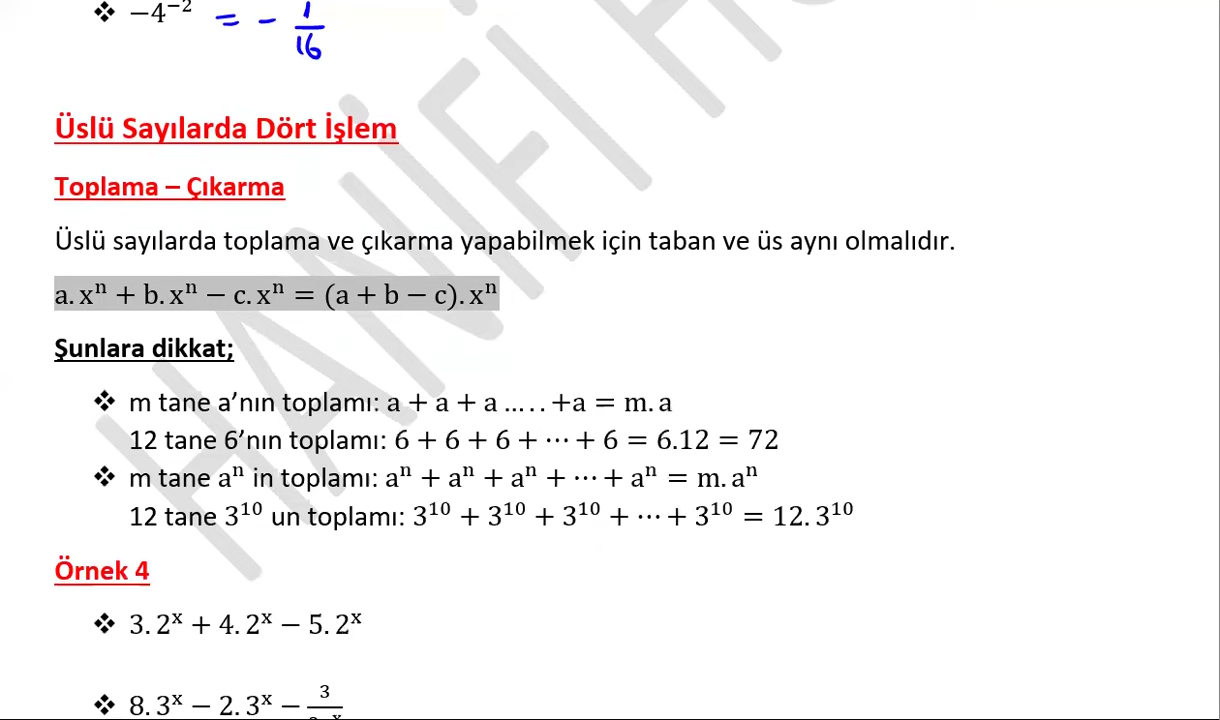 ❖ −4⁻² = − 1/16
Üslü Sayılarda Dört İşlem
Toplama – Çıkarma
Üslü sayılarda toplama ve çıkarma yapabilmek için taban ve üs aynı olmalıdır.
a. xⁿ + b. xⁿ − c. xⁿ = (a + b − c). xⁿ
Şunlara dikkat;
❖ m tane a’nın toplamı: a + a + a ..... +a = m. a
12 tane 6’nın toplamı: 6 + 6 + 6 + ⋯ + 6 = 6.12 = 72
❖ m tane aⁿ in toplamı: aⁿ + aⁿ + aⁿ + ⋯ + aⁿ = m. aⁿ
12 tane 3¹⁰ un toplamı: 3¹⁰ + 3¹⁰ + 3¹⁰ + ⋯ + 3¹⁰ = 12. 3¹⁰
Örnek 4
❖ 3. 2ˣ + 4. 2ˣ − 5. 2ˣ
❖ 8. 3ˣ − 2. 3ˣ − 3
HANİFİ